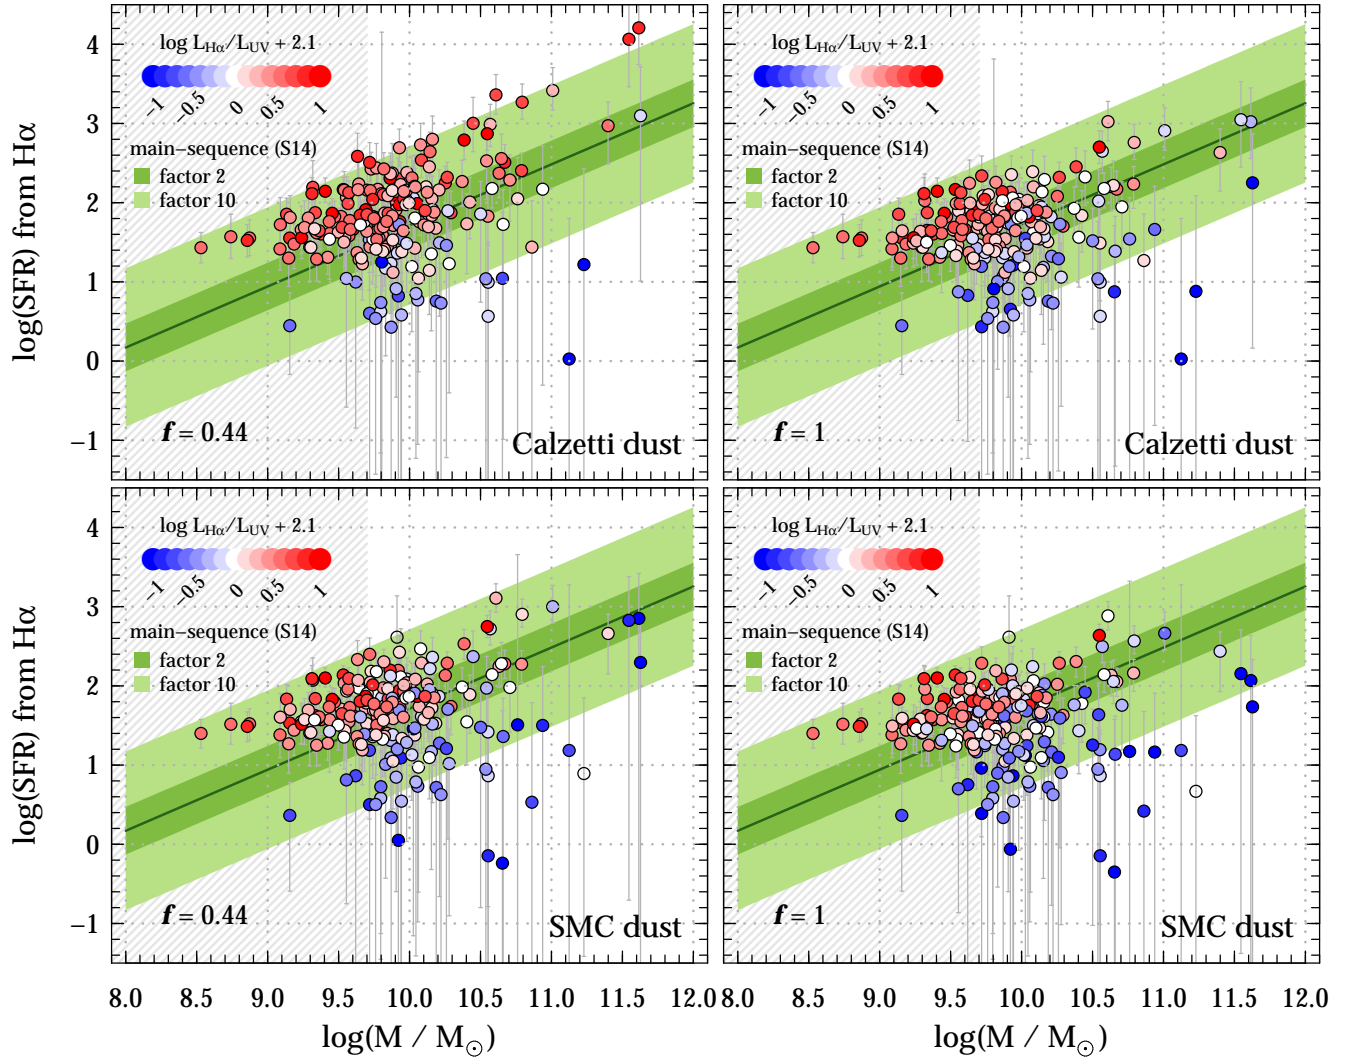 log L_Hα/L_UV + 2.1
−1 −0.5 0 0.5 1
main−sequence (S14)
factor 2
factor 10
f = 0.44
Calzetti dust
4
3
2
1
0
−1
log(SFR) from Hα
log L_Hα/L_UV + 2.1
−1 −0.5 0 0.5 1
main−sequence (S14)
factor 2
factor 10
f = 1
Calzetti dust
log L_Hα/L_UV + 2.1
−1 −0.5 0 0.5 1
main−sequence (S14)
factor 2
factor 10
f = 0.44
SMC dust
4
3
2
1
0
−1
log(SFR) from Hα
8.0 9.0 9.5 10.0 10.5 11.0 11.5 12.0
log(M / M☉)
log L_Hα/L_UV + 2.1
−1 −0.5 0 0.5 1
main−sequence (S14)
factor 2
factor 10
f = 1
SMC dust
8.0 9.0 9.5 10.0 10.5 11.0 11.5 12.0
log(M / M☉)